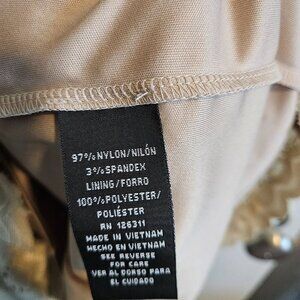 97% NYLON/NILÓN
3% SPANDEX
LINING/FORRO
100% POLYESTER/
POLIÉSTER
RN 126311
MADE IN VIETNAM
HECHO EN VIETNAM
SEE REVERSE
FOR CARE
VER AL DORSO PARA
EL CUIDADO